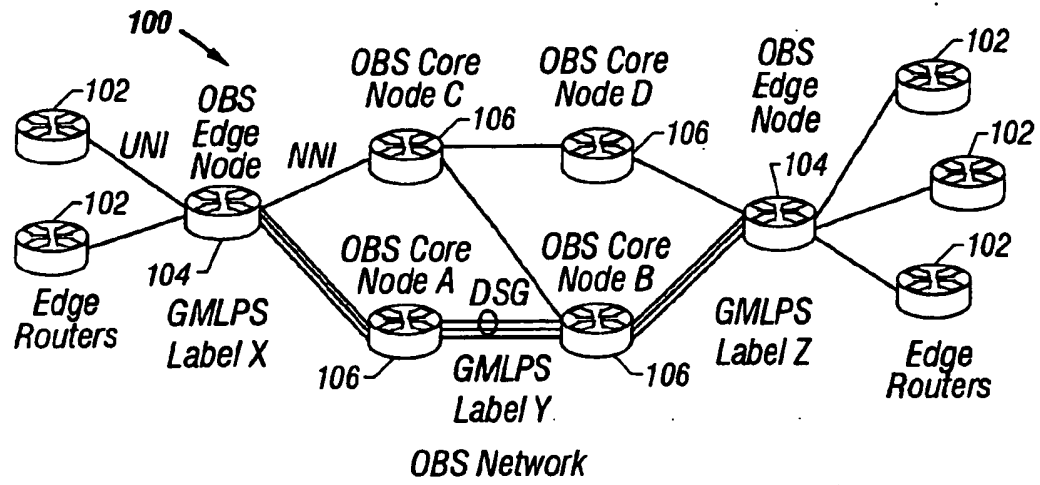 100
102
UNI
OBS
Edge
Node
NNI
OBS Core
Node C
106
OBS Core
Node D
106
OBS
Edge
Node
104
102
102
102
102
Edge
Routers
104
GMLPS
Label X
OBS Core
Node A
106
DSG
GMLPS
Label Y
OBS Core
Node B
106
GMLPS
Label Z
Edge
Routers
OBS Network